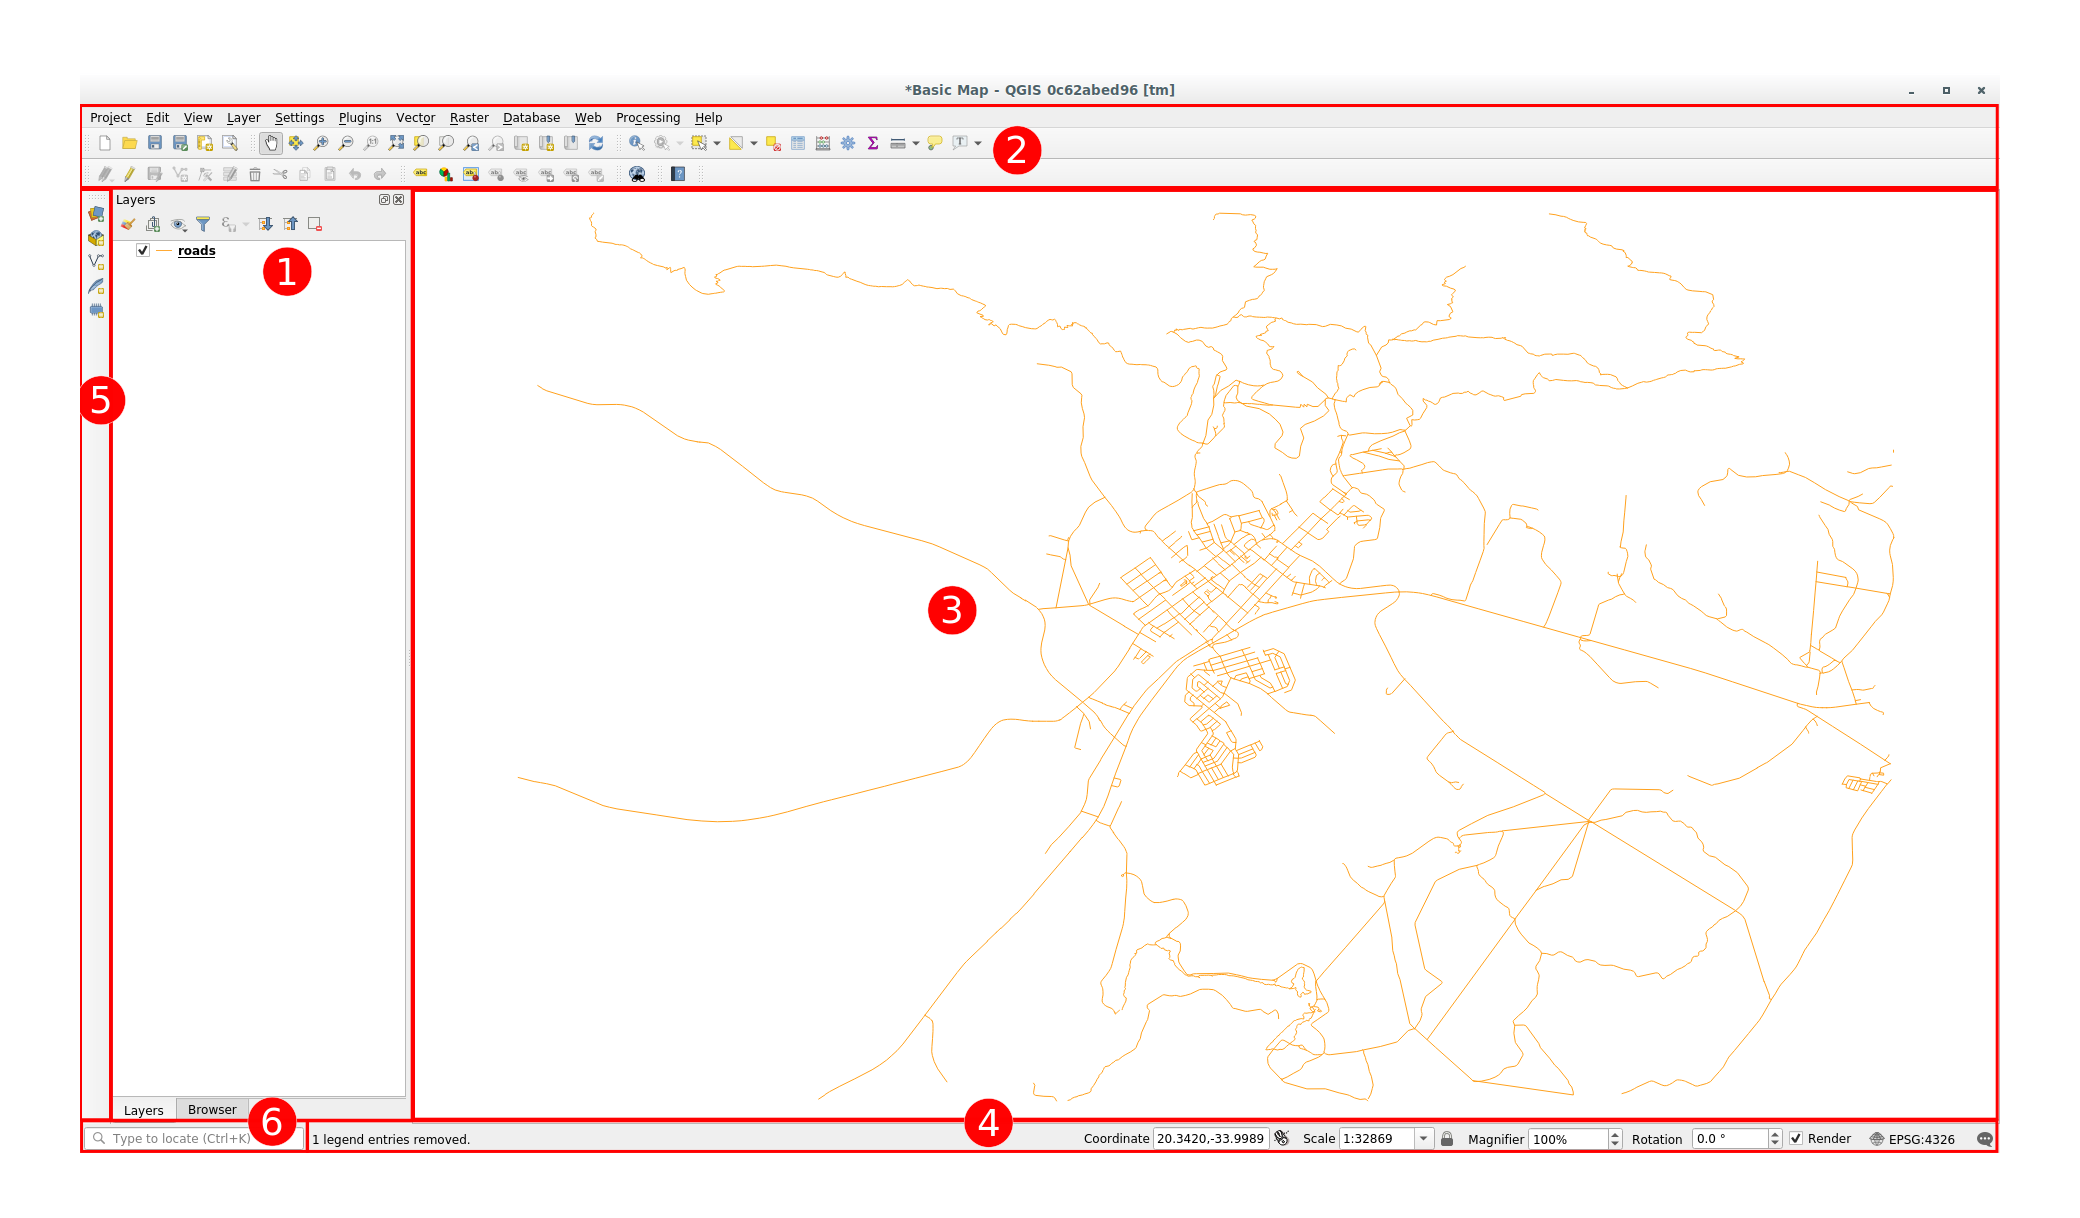 *Basic Map - QGIS 0c62abed96 [tm]
Project Edit View Layer Settings Plugins Vector Raster Database Web Processing Help
2
Layers
roads
1
5
3
Layers Browser
6
4
Type to locate (Ctrl+K) 1 legend entries removed. Coordinate 20.3420,-33.9989 Scale 1:32869 Magnifier 100% Rotation 0.0 ° Render EPSG:4326